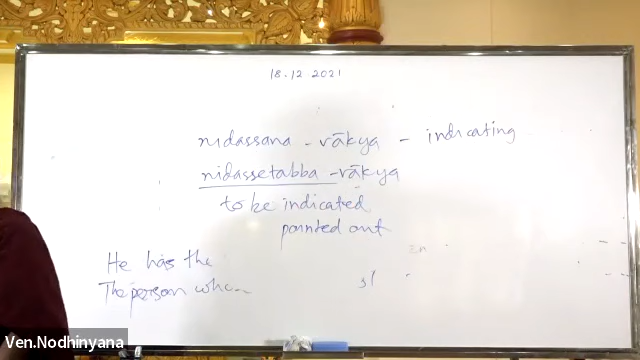 18.12 2021
nidassana - vākya - indicating
nidassetabba - vākya
to be indicated
pointed out
He has the
The person who
Ven.Nodhinyana